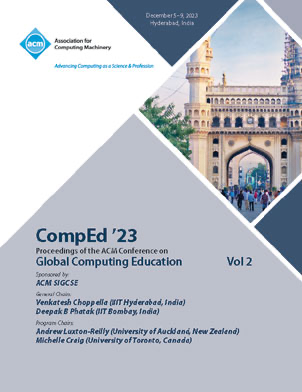 December 5–9, 2023
Hyderabad, India
acm
Association for
Computing Machinery
Advancing Computing as a Science & Profession
CompEd '23
Proceedings of the ACM Conference on
Global Computing Education Vol 2
Sponsored by:
ACM SIGCSE
General Chairs:
Venkatesh Choppella (IIIT Hyderabad, India)
Deepak B Phatak (IIT Bombay, India)
Program Chairs:
Andrew Luxton-Reilly (University of Auckland, New Zealand)
Michelle Craig (University of Toronto, Canada)